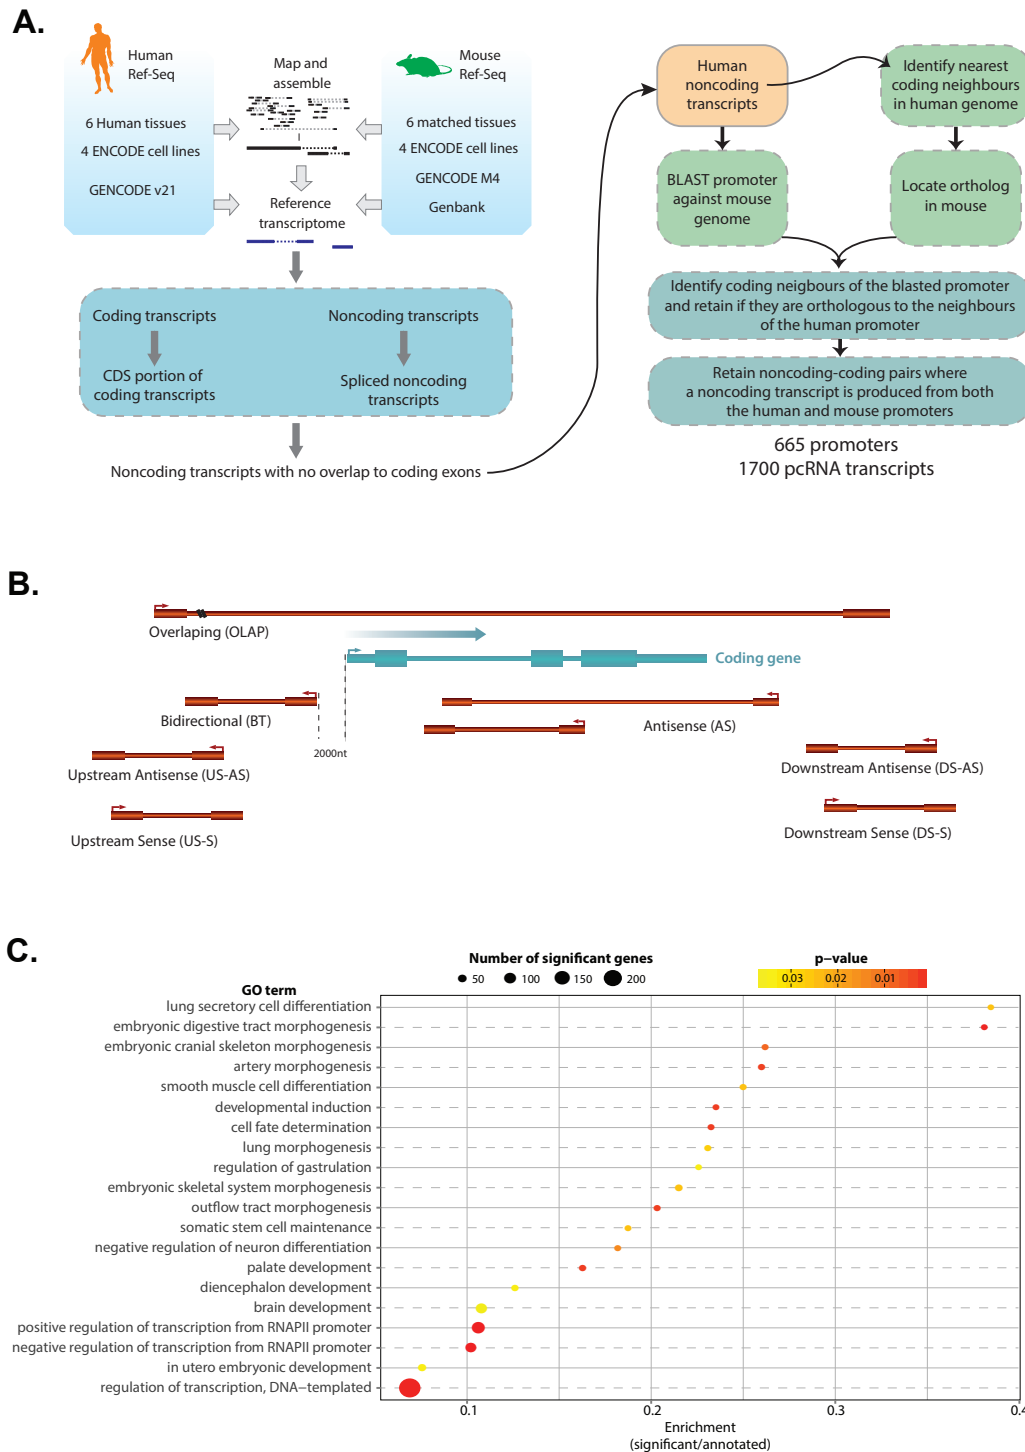 A.
Human
Ref-Seq
6 Human tissues
4 ENCODE cell lines
GENCODE v21
Map and
assemble
Reference
transcriptome
Mouse
Ref-Seq
6 matched tissues
4 ENCODE cell lines
GENCODE M4
Genbank
Coding transcripts
CDS portion of
coding transcripts
Noncoding transcripts
Spliced noncoding
transcripts
Noncoding transcripts with no overlap to coding exons
Human
noncoding
transcripts
Identify nearest
coding neighbours
in human genome
BLAST promoter
against mouse
genome
Locate ortholog
in mouse
Identify coding neigbours of the blasted promoter
and retain if they are orthologous to the neighbours
of the human promoter
Retain noncoding-coding pairs where
a noncoding transcript is produced from both
the human and mouse promoters
665 promoters
1700 pcRNA transcripts
B.
Overlaping (OLAP)
Coding gene
Bidirectional (BT)
2000nt
Antisense (AS)
Upstream Antisense (US-AS)
Downstream Antisense (DS-AS)
Upstream Sense (US-S)
Downstream Sense (DS-S)
C.
Number of significant genes
50 100 150 200
p−value
0.03 0.02 0.01
GO term
lung secretory cell differentiation
embryonic digestive tract morphogenesis
embryonic cranial skeleton morphogenesis
artery morphogenesis
smooth muscle cell differentiation
developmental induction
cell fate determination
lung morphogenesis
regulation of gastrulation
embryonic skeletal system morphogenesis
outflow tract morphogenesis
somatic stem cell maintenance
negative regulation of neuron differentiation
palate development
diencephalon development
brain development
positive regulation of transcription from RNAPII promoter
negative regulation of transcription from RNAPII promoter
in utero embryonic development
regulation of transcription, DNA−templated
0.1 0.2 0.3 0.4
Enrichment
(significant/annotated)